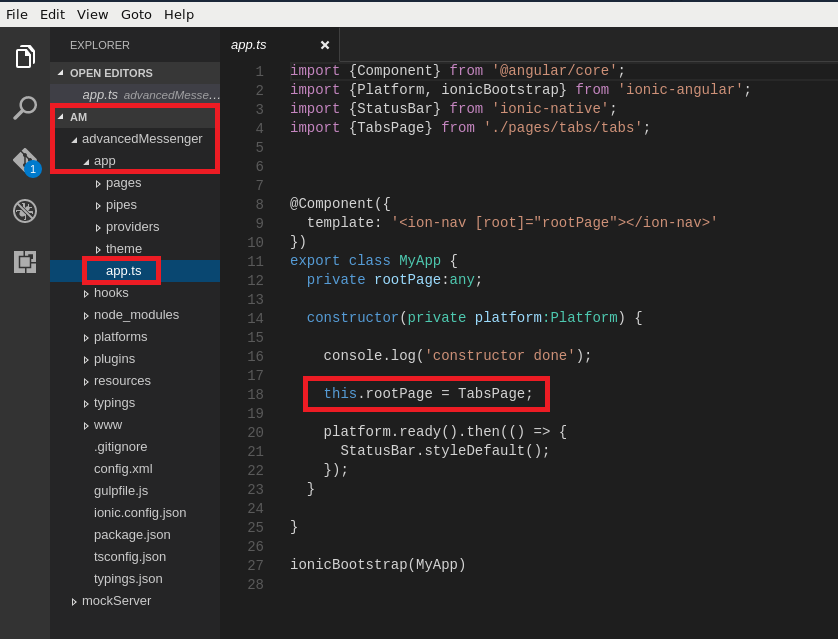 File Edit View Goto Help
EXPLORER
OPEN EDITORS
app.ts advancedMesse...
AM
advancedMessenger
app
pages
pipes
providers
theme
app.ts
hooks
node_modules
platforms
plugins
resources
typings
www
.gitignore
config.xml
gulpfile.js
ionic.config.json
package.json
tsconfig.json
typings.json
mockServer
1
app.ts ×
1 import {Component} from '@angular/core';
2 import {Platform, ionicBootstrap} from 'ionic-angular';
3 import {StatusBar} from 'ionic-native';
4 import {TabsPage} from './pages/tabs/tabs';
5
6
7
8 @Component({
9   template: '<ion-nav [root]="rootPage"></ion-nav>'
10 })
11 export class MyApp {
12   private rootPage:any;
13
14   constructor(private platform:Platform) {
15
16     console.log('constructor done');
17
18     this.rootPage = TabsPage;
19
20     platform.ready().then(() => {
21       StatusBar.styleDefault();
22     });
23   }
24
25 }
26
27 ionicBootstrap(MyApp)
28